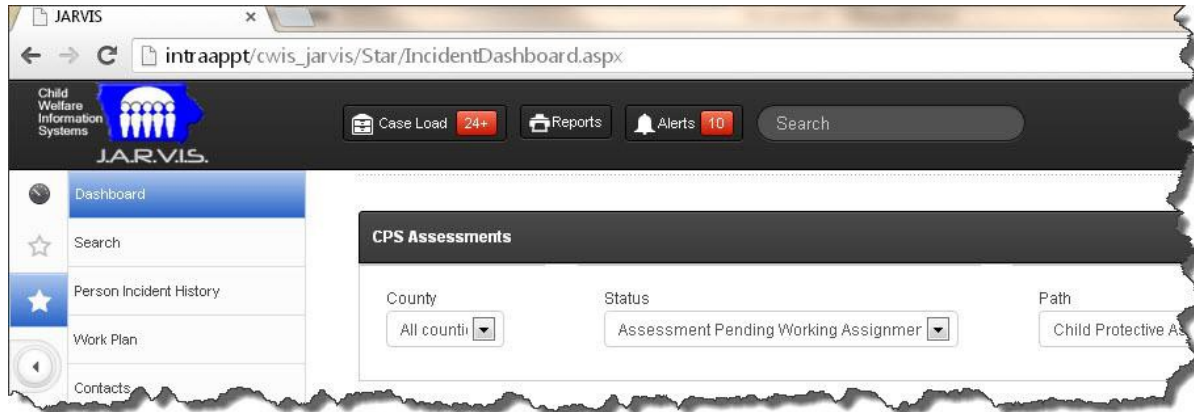 JARVIS
intraappt/cwis_jarvis/Star/IncidentDashboard.aspx
Child
Welfare
Information
Systems
J.A.R.V.I.S.
Case Load 24+ Reports Alerts 10 Search
Dashboard
Search
Person Incident History
Work Plan
Contacts
CPS Assessments
County Status Path
All counti Assessment Pending Working Assignmer Child Protective As